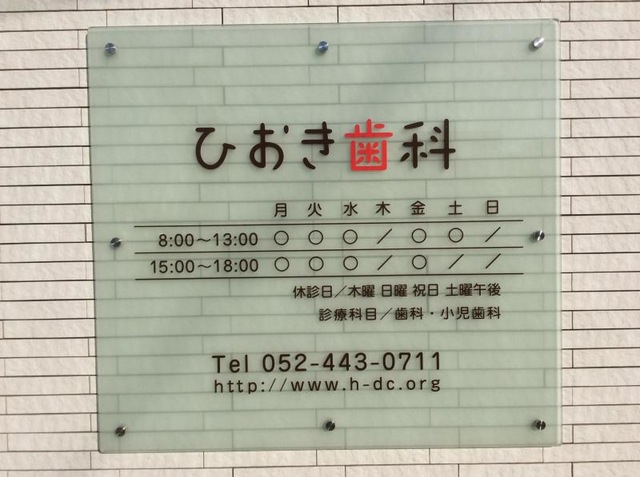 ひおき歯科
月 火 水 木 金 土 日
8:00〜13:00 ○ ○ ○ ／ ○ ○ ／
15:00〜18:00 ○ ○ ○ ／ ○ ／ ／
休診日／木曜 日曜 祝日 土曜午後
診療科目／歯科・小児歯科
Tel 052-443-0711
http://www.h-dc.org